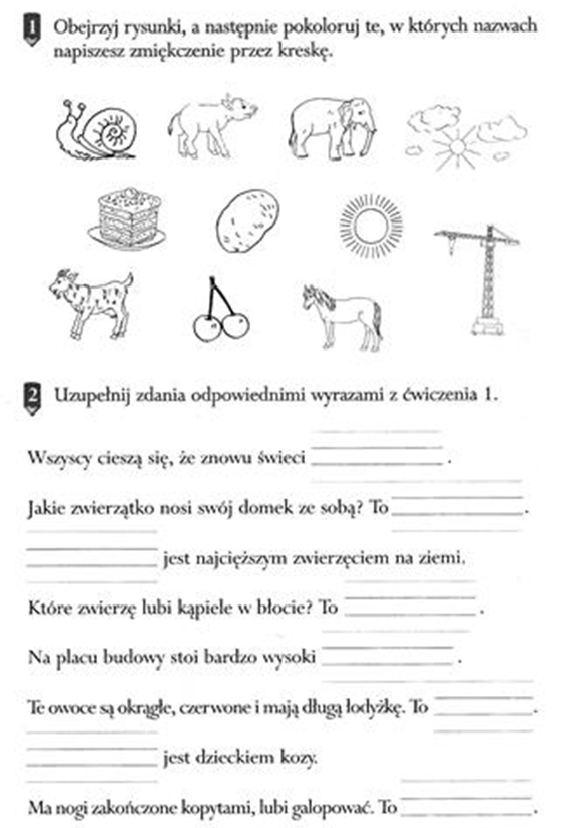 1 Obejrzyj rysunki, a następnie pokoloruj te, w których nazwach
napiszesz zmiękczenie przez kreskę.
2 Uzupełnij zdania odpowiednimi wyrazami z ćwiczenia 1.
Wszyscy cieszą się, że znowu świeci .
Jakie zwierzątko nosi swój domek ze sobą? To .
jest najcięższym zwierzęciem na ziemi.
Które zwierzę lubi kąpiele w błocie? To .
Na placu budowy stoi bardzo wysoki .
Te owoce są okrągłe, czerwone i mają długą łodyżkę. To .
jest dzieckiem kozy.
Ma nogi zakończone kopytami, lubi galopować. To .